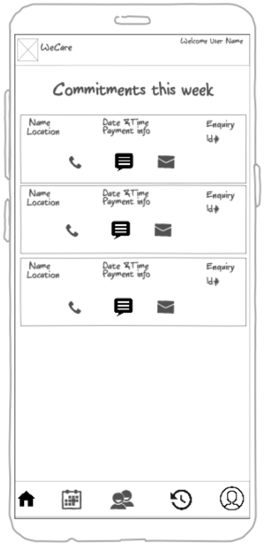 WeCare
Welcome User Name
Commitments this week
Name Date & Time Enquiry
Location Payment info Id#
Name Date & Time Enquiry
Location Payment info Id#
Name Date & Time Enquiry
Location Payment info Id#